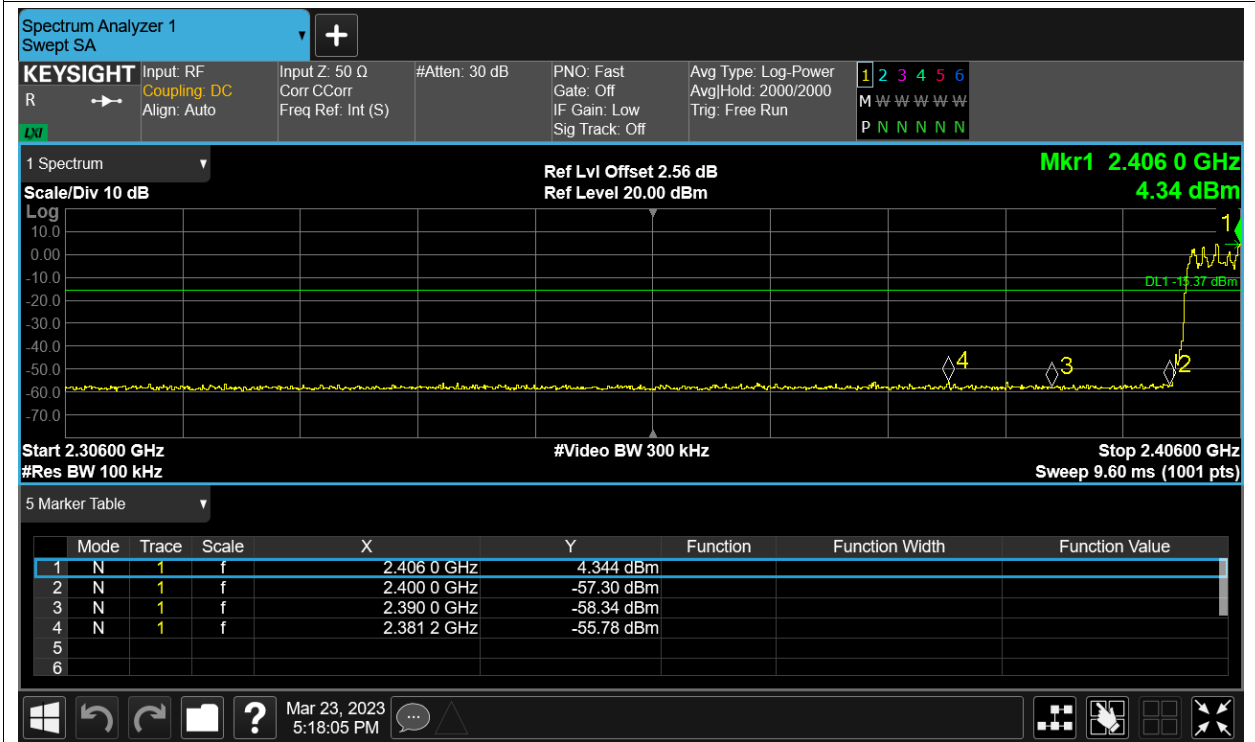 Spectrum Analyzer 1
Swept SA
KEYSIGHT Input: RF Input Z: 50 Ω #Atten: 30 dB PNO: Fast Avg Type: Log-Power 1 2 3 4 5 6
R Coupling: DC Corr CCorr Gate: Off Avg|Hold: 2000/2000 M W W W W W
Align: Auto Freq Ref: Int (S) IF Gain: Low Trig: Free Run
LXI Sig Track: Off P N N N N N
1 Spectrum Ref Lvl Offset 2.56 dB Mkr1 2.406 0 GHz
Scale/Div 10 dB Ref Level 20.00 dBm 4.34 dBm
Log
1
10.0
0.00
-10.0
DL1 -15.37 dBm
-20.0
-30.0
-40.0
4 3 2
-50.0
-60.0
-70.0
Start 2.30600 GHz #Video BW 300 kHz Stop 2.40600 GHz
#Res BW 100 kHz Sweep 9.60 ms (1001 pts)
5 Marker Table
Mode Trace Scale X Y Function Function Width Function Value
1 N 1 f 2.406 0 GHz 4.344 dBm
2 N 1 f 2.400 0 GHz -57.30 dBm
3 N 1 f 2.390 0 GHz -58.34 dBm
4 N 1 f 2.381 2 GHz -55.78 dBm
5
6
? Mar 23, 2023
5:18:05 PM